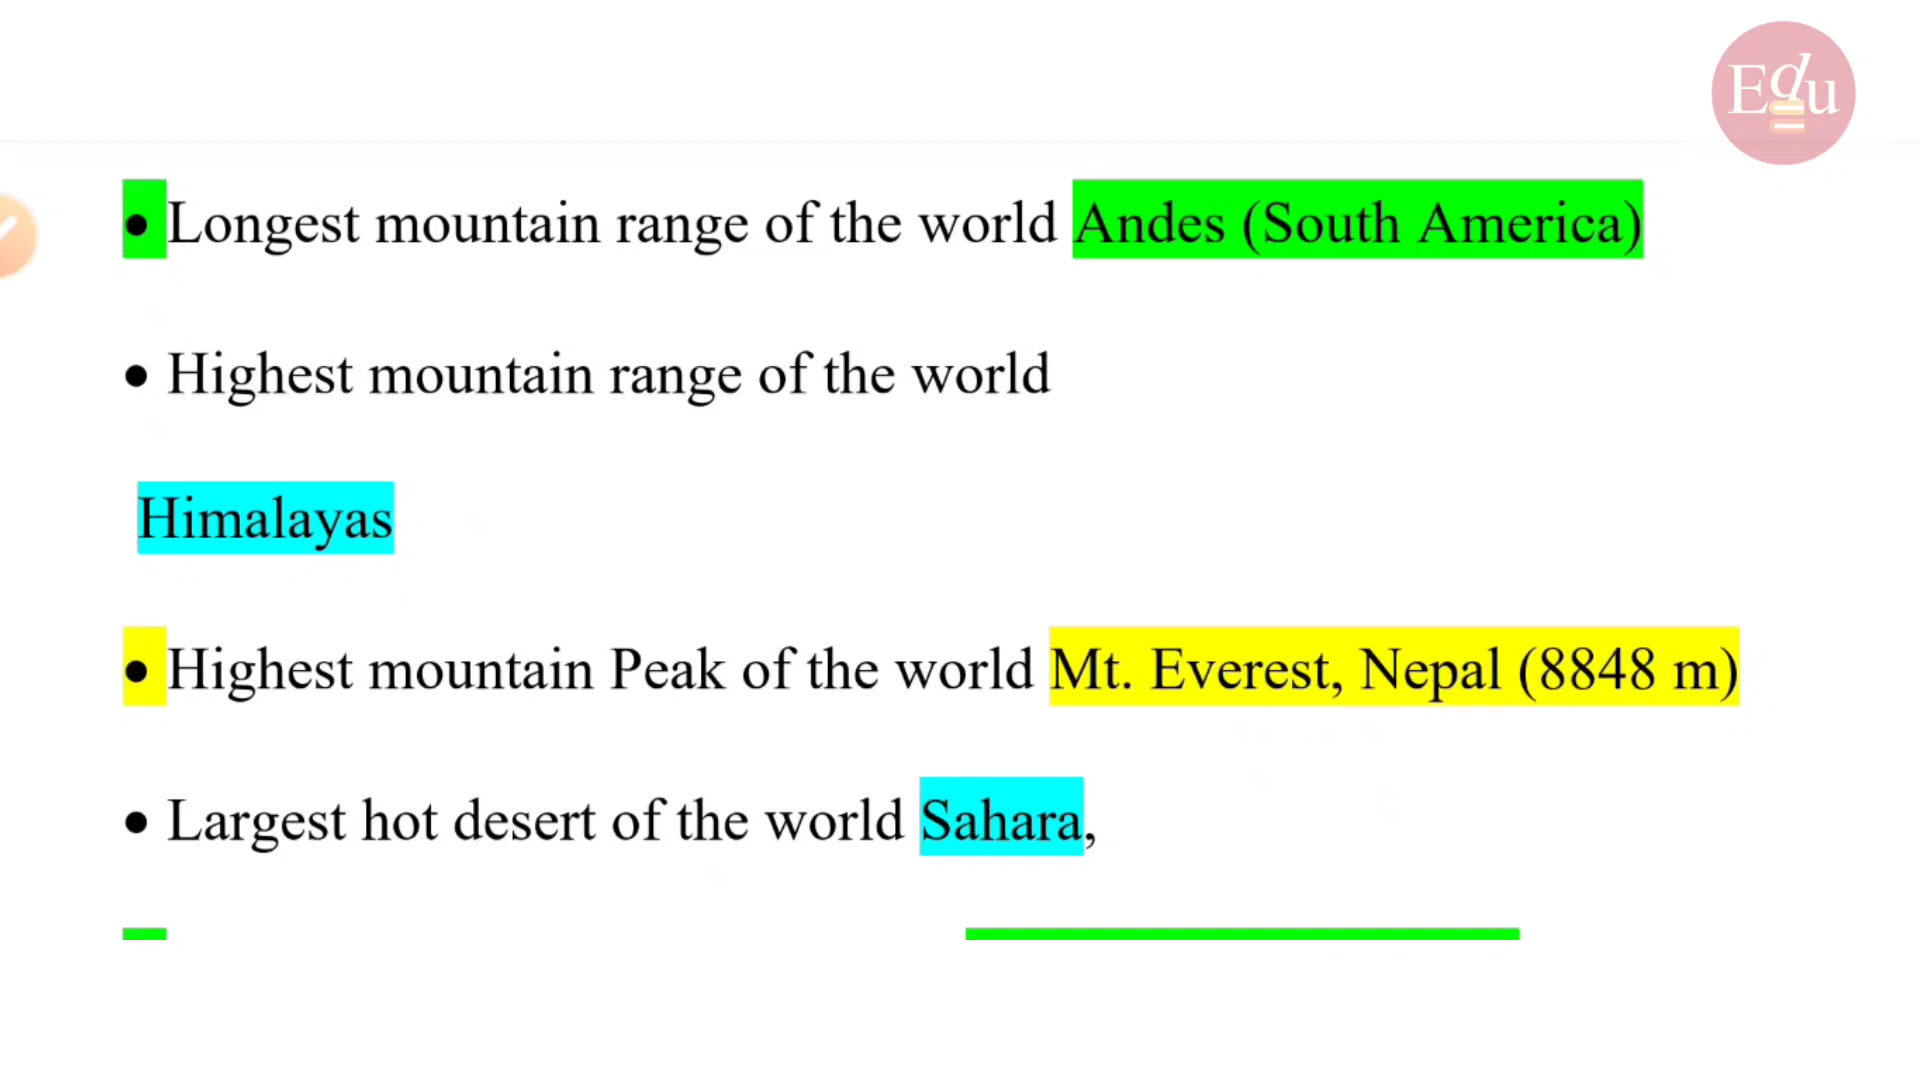 Edu
• Longest mountain range of the world Andes (South America)
• Highest mountain range of the world
Himalayas
• Highest mountain Peak of the world Mt. Everest, Nepal (8848 m)
• Largest hot desert of the world Sahara,